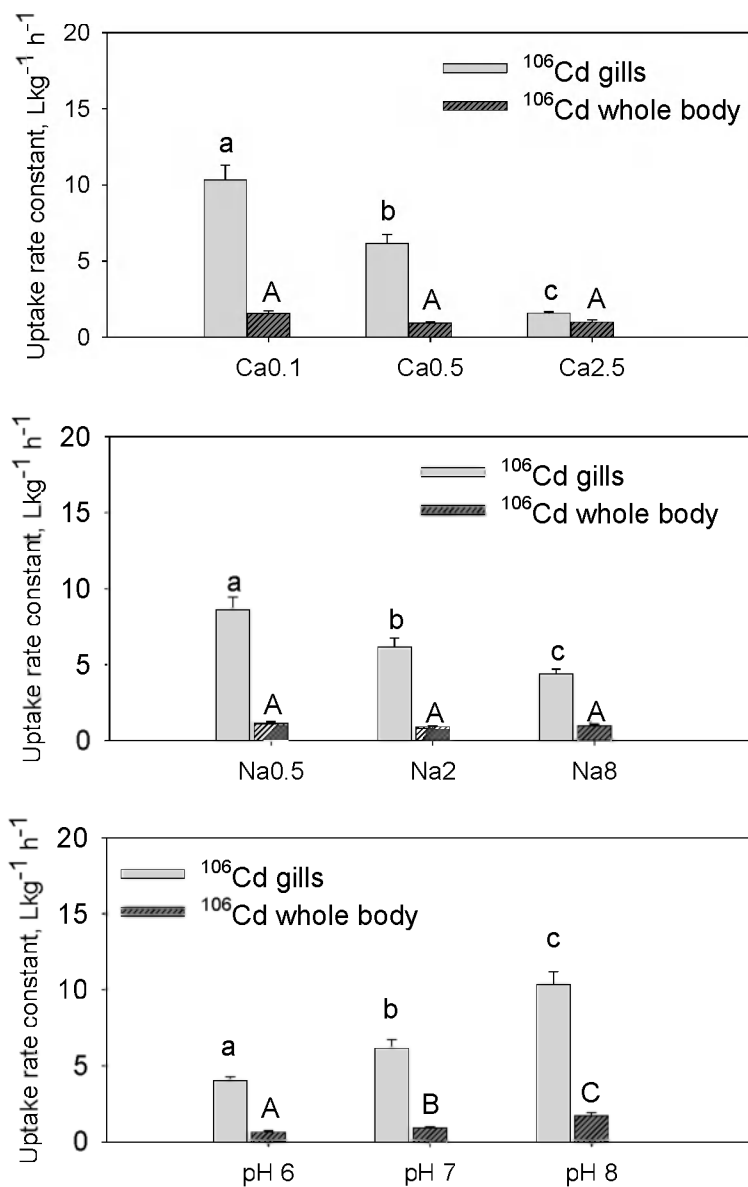 Uptake rate constant, Lkg⁻¹ h⁻¹
20
15
10
5
0
¹⁰⁶Cd gills
¹⁰⁶Cd whole body
a
A
b
A
c
A
Ca0.1
Ca0.5
Ca2.5
Uptake rate constant, Lkg⁻¹ h⁻¹
20
15
10
5
0
¹⁰⁶Cd gills
¹⁰⁶Cd whole body
a
A
b
A
c
A
Na0.5
Na2
Na8
Uptake rate constant, Lkg⁻¹ h⁻¹
20
15
10
5
0
¹⁰⁶Cd gills
¹⁰⁶Cd whole body
a
A
b
B
c
C
pH 6
pH 7
pH 8